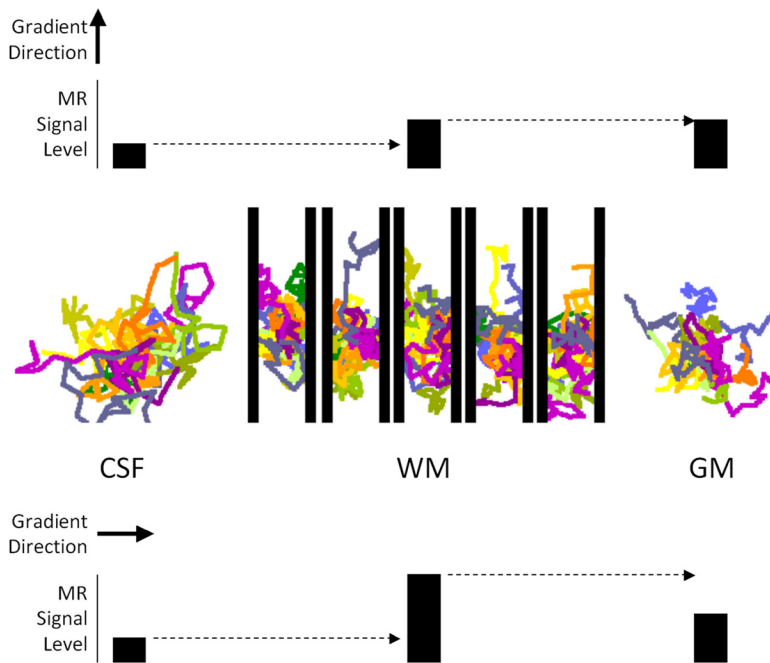 Gradient
Direction
MR
Signal
Level
CSF
WM
GM
Gradient
Direction
MR
Signal
Level